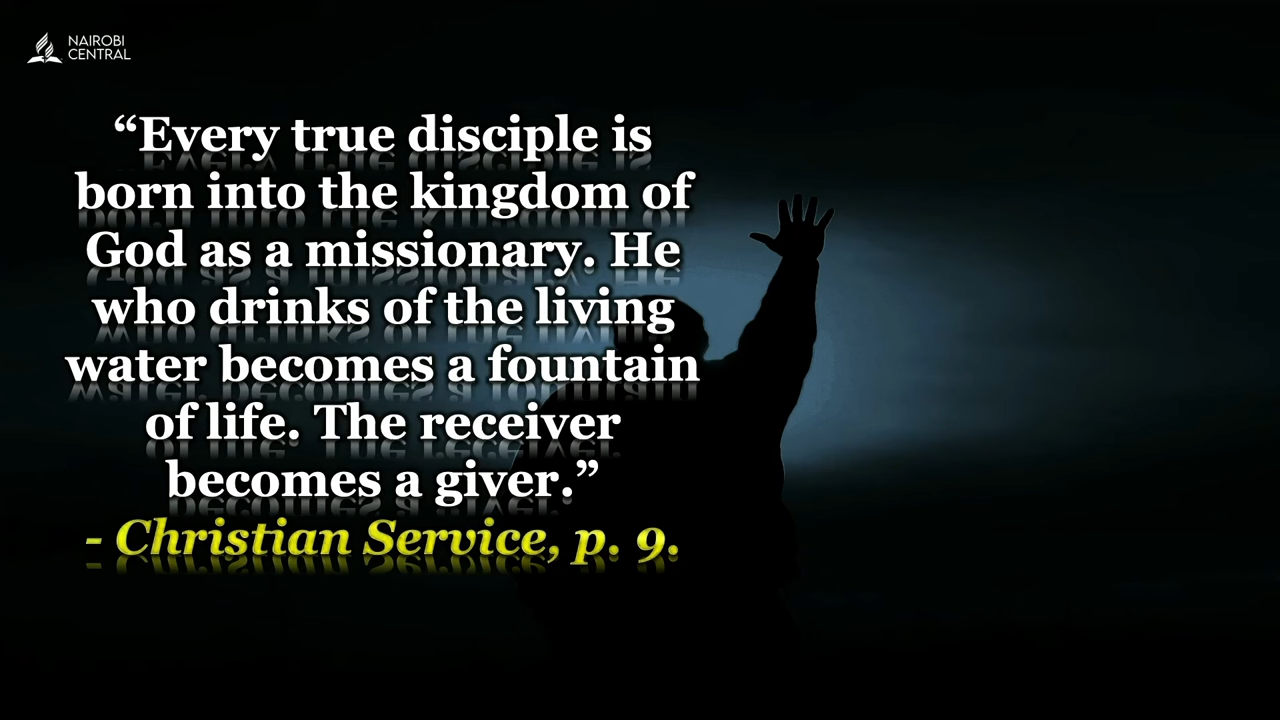 NAIROBI
CENTRAL
“Every true disciple is
born into the kingdom of
God as a missionary. He
who drinks of the living
water becomes a fountain
of life. The receiver
becomes a giver.”
- Christian Service, p. 9.